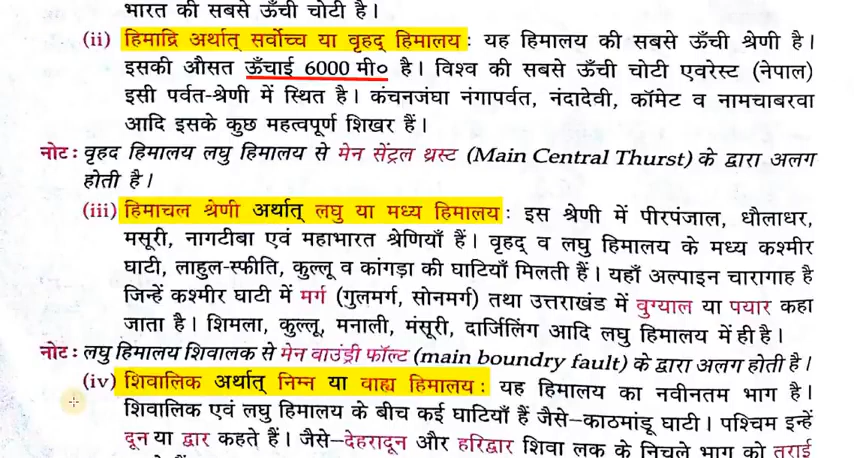 भारत की सबसे ऊँची चोटी है।
(ii) हिमाद्रि अर्थात् सर्वोच्च या वृहद् हिमालय : यह हिमालय की सबसे ऊँची श्रेणी है।
इसकी औसत ऊँचाई 6000 मी० है। विश्व की सबसे ऊँची चोटी एवरेस्ट (नेपाल)
इसी पर्वत-श्रेणी में स्थित है। कंचनजंघा नंगापर्वत, नंदादेवी, कॉमेट व नामचाबरवा
आदि इसके कुछ महत्वपूर्ण शिखर हैं।
नोट : वृहद हिमालय लघु हिमालय से मेन सेंट्रल थ्रस्ट (Main Central Thurst) के द्वारा अलग
होती है।
(iii) हिमाचल श्रेणी अर्थात् लघु या मध्य हिमालय : इस श्रेणी में पीरपंजाल, धौलाधर,
मसूरी, नागटीबा एवं महाभारत श्रेणियाँ हैं। वृहद् व लघु हिमालय के मध्य कश्मीर
घाटी, लाहुल-स्फीति, कुल्लू व कांगड़ा की घाटियाँ मिलती हैं। यहाँ अल्पाइन चारागाह है
जिन्हें कश्मीर घाटी में मर्ग (गुलमर्ग, सोनमर्ग) तथा उत्तराखंड में वुग्याल या पयार कहा
जाता है। शिमला, कुल्लू, मनाली, मंसूरी, दार्जिलिंग आदि लघु हिमालय में ही है।
नोट : लघु हिमालय शिवालक से मेन वाउंड्री फॉल्ट (main boundry fault) के द्वारा अलग होती है।
(iv) शिवालिक अर्थात् निम्न या वाह्य हिमालय : यह हिमालय का नवीनतम भाग है।
शिवालिक एवं लघु हिमालय के बीच कई घाटियाँ हैं जैसे–काठमांडू घाटी। पश्चिम इन्हें
दून या द्वार कहते हैं। जैसे–देहरादून और हरिद्वार शिवा लक के निचले भाग को तराई